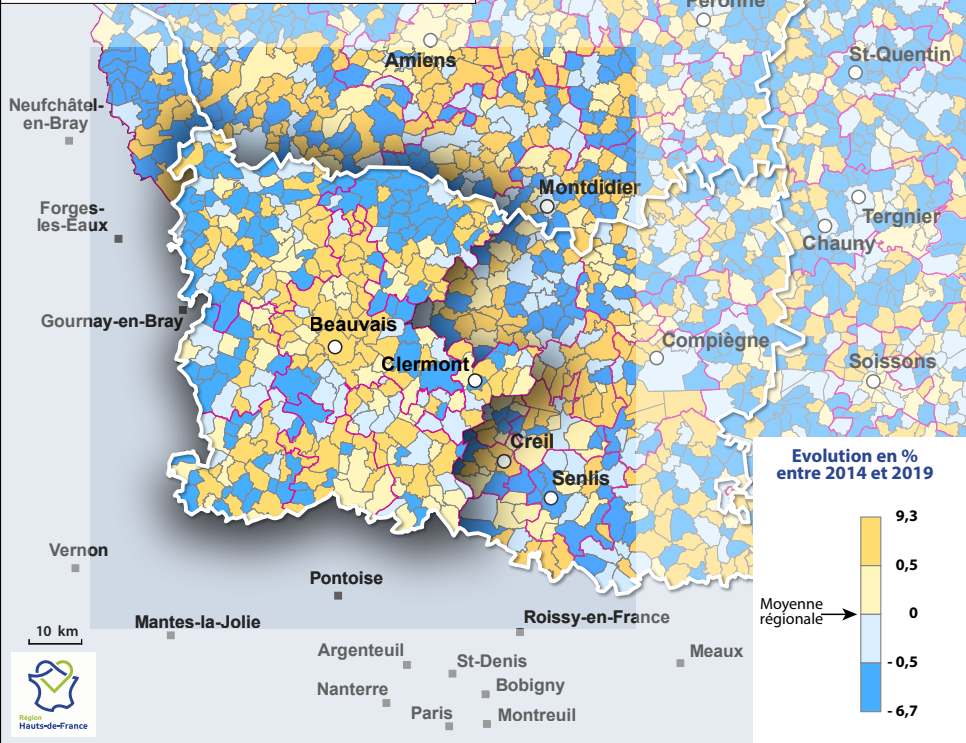 Péronne
Amiens
St-Quentin
Neufchâtel-
en-Bray
Montdidier
Forges-
les-Eaux
Tergnier
Chauny
Gournay-en-Bray
Beauvais
Compiègne
Clermont
Soissons
Creil
Senlis
Evolution en %
entre 2014 et 2019
9,3
0,5
Moyenne
régionale
0
- 0,5
- 6,7
Vernon
Pontoise
Mantes-la-Jolie
Roissy-en-France
10 km
Argenteuil
St-Denis
Meaux
Nanterre
Bobigny
Paris
Montreuil
Région
Hauts-de-France